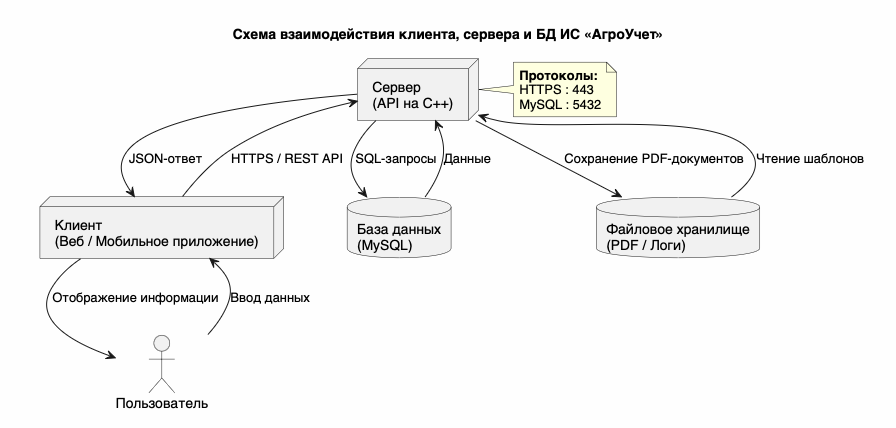 Схема взаимодействия клиента, сервера и БД ИС «АгроУчет»
Сервер
(API на C++)
Протоколы:
HTTPS : 443
MySQL : 5432
JSON-ответ
HTTPS / REST API
SQL-запросы
Данные
Сохранение PDF-документов
Чтение шаблонов
Клиент
(Веб / Мобильное приложение)
База данных
(MySQL)
Файловое хранилище
(PDF / Логи)
Отображение информации
Ввод данных
Пользователь